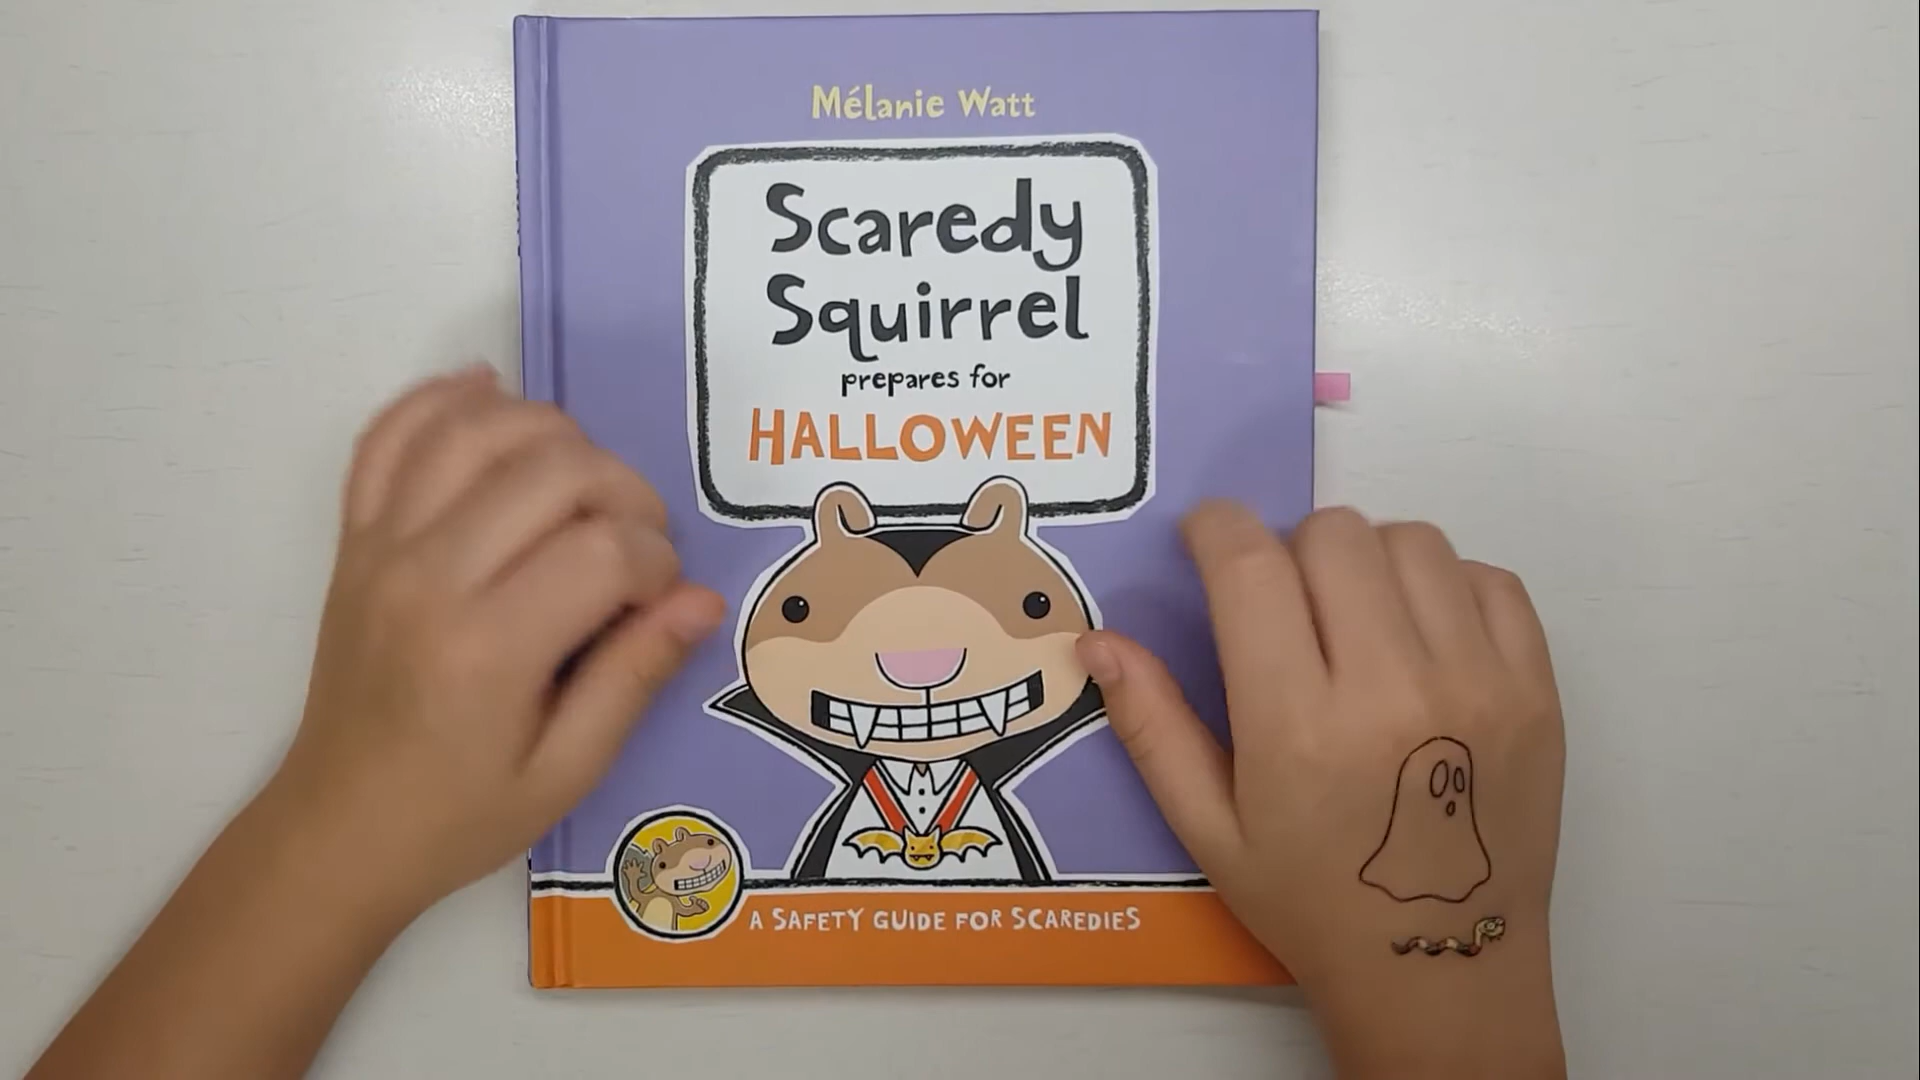 Mélanie Watt
Scaredy
Squirrel
prepares for
HALLOWEEN
A SAFETY GUIDE FOR SCAREDIES